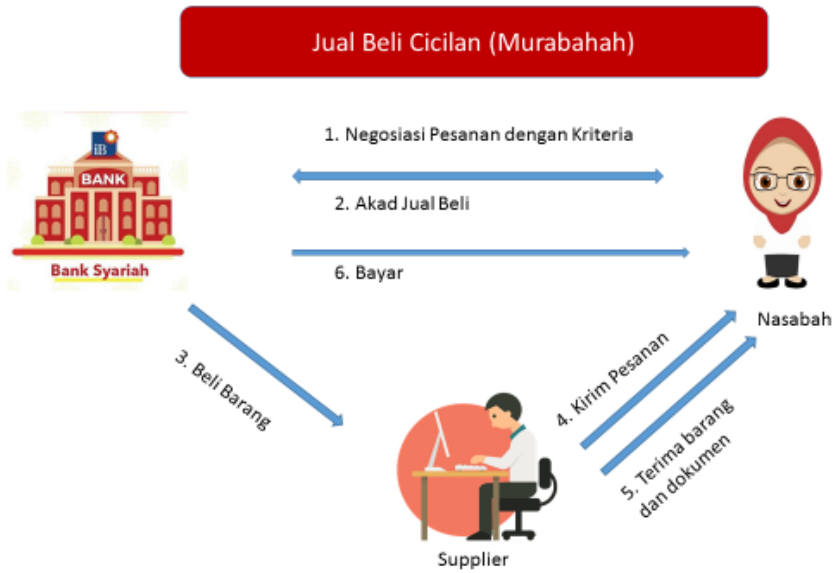 Jual Beli Cicilan (Murabahah)
1. Negosiasi Pesanan dengan Kriteria
iB
BANK
2. Akad Jual Beli
6. Bayar
Bank Syariah
Nasabah
3. Beli Barang
4. Kirim Pesanan
5. Terima barang
dan dokumen
Supplier